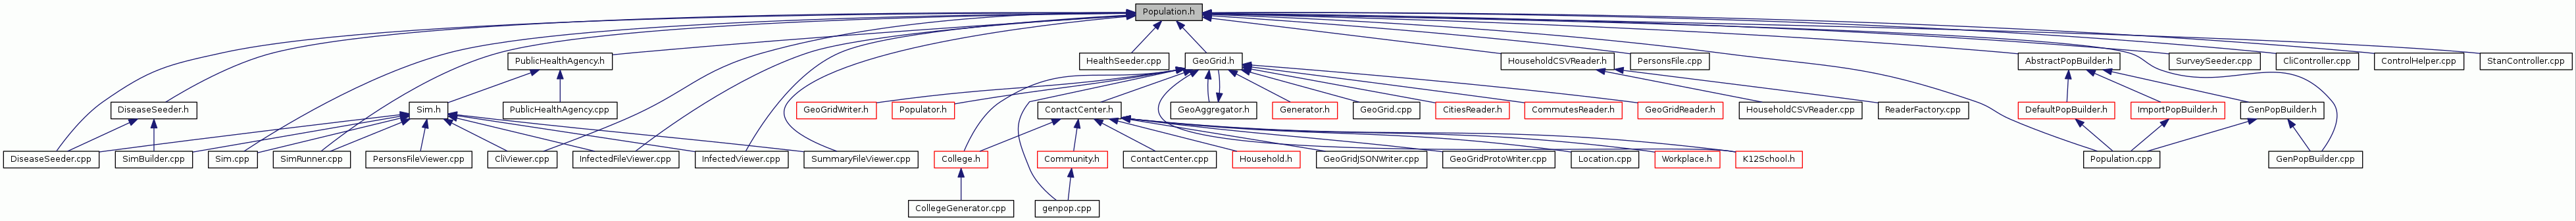 Population.h
PublicHealthAgency.h
HealthSeeder.cpp
GeoGrid.h
HouseholdCSVReader.h
PersonsFile.cpp
AbstractPopBuilder.h
SurveySeeder.cpp
CliController.cpp
ControlHelper.cpp
StanController.cpp
DiseaseSeeder.h
Sim.h
PublicHealthAgency.cpp
GeoGridWriter.h
Populator.h
ContactCenter.h
GeoAggregator.h
Generator.h
GeoGrid.cpp
CitiesReader.h
CommutesReader.h
GeoGridReader.h
HouseholdCSVReader.cpp
ReaderFactory.cpp
DefaultPopBuilder.h
ImportPopBuilder.h
GenPopBuilder.h
DiseaseSeeder.cpp
SimBuilder.cpp
Sim.cpp
SimRunner.cpp
PersonsFileViewer.cpp
CliViewer.cpp
InfectedFileViewer.cpp
InfectedViewer.cpp
SummaryFileViewer.cpp
College.h
Community.h
ContactCenter.cpp
Household.h
GeoGridJSONWriter.cpp
GeoGridProtoWriter.cpp
Location.cpp
Workplace.h
K12School.h
Population.cpp
GenPopBuilder.cpp
CollegeGenerator.cpp
genpop.cpp